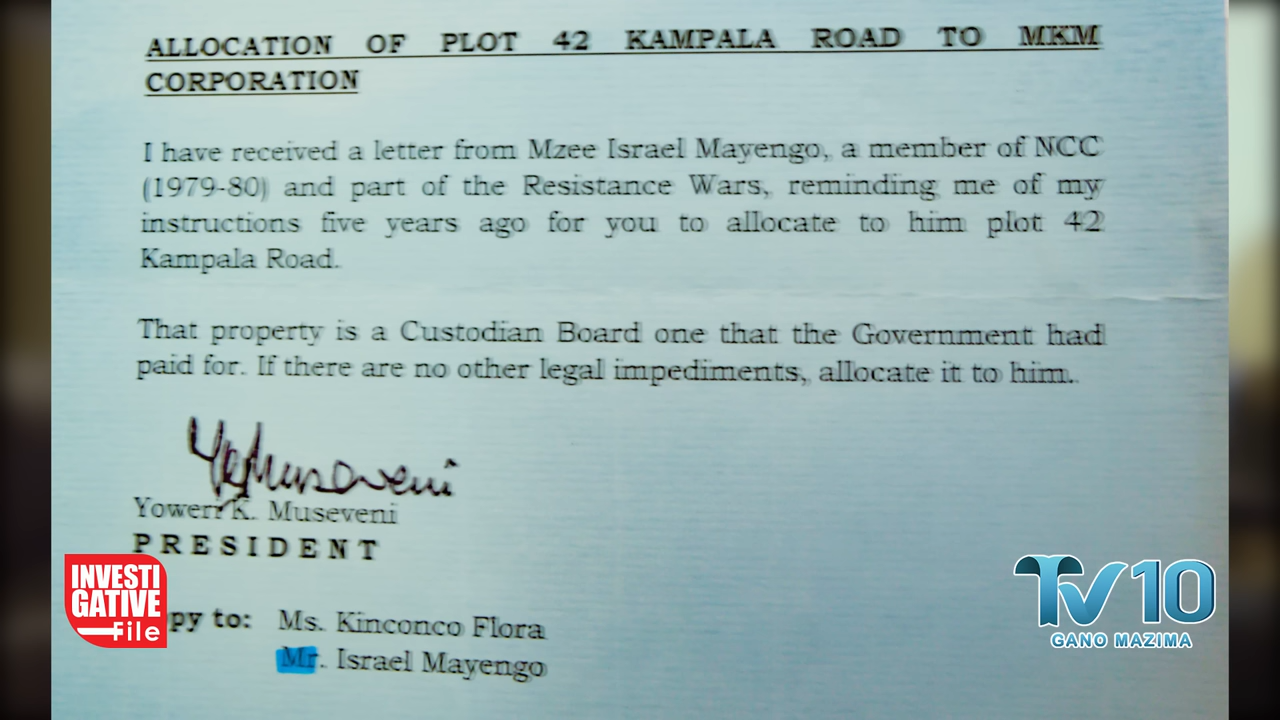 ALLOCATION OF PLOT 42 KAMPALA ROAD TO MKM
CORPORATION
I have received a letter from Mzee Israel Mayengo, a member of NCC
(1979-80) and part of the Resistance Wars, reminding me of my
instructions five years ago for you to allocate to him plot 42
Kampala Road.
That property is a Custodian Board one that the Government had
paid for. If there are no other legal impediments, allocate it to him.
YKMuseveni
Yoweri K. Museveni
PRESIDENT
py to: Ms. Kinconco Flora
Mr. Israel Mayengo
INVESTI
GATIVE
File
TV10
GANO MAZIMA